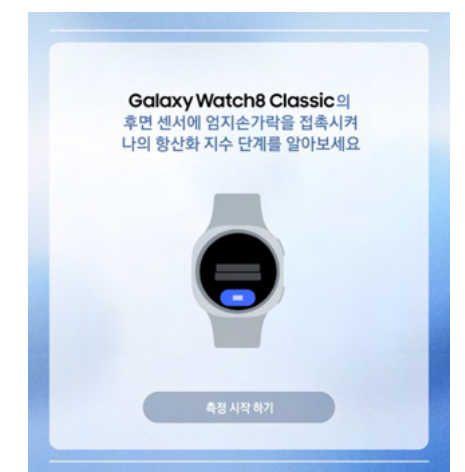 Galaxy Watch8 Classic의
후면 센서에 엄지손가락을 접촉시켜
나의 항산화 지수 단계를 알아보세요
측정 시작 하기